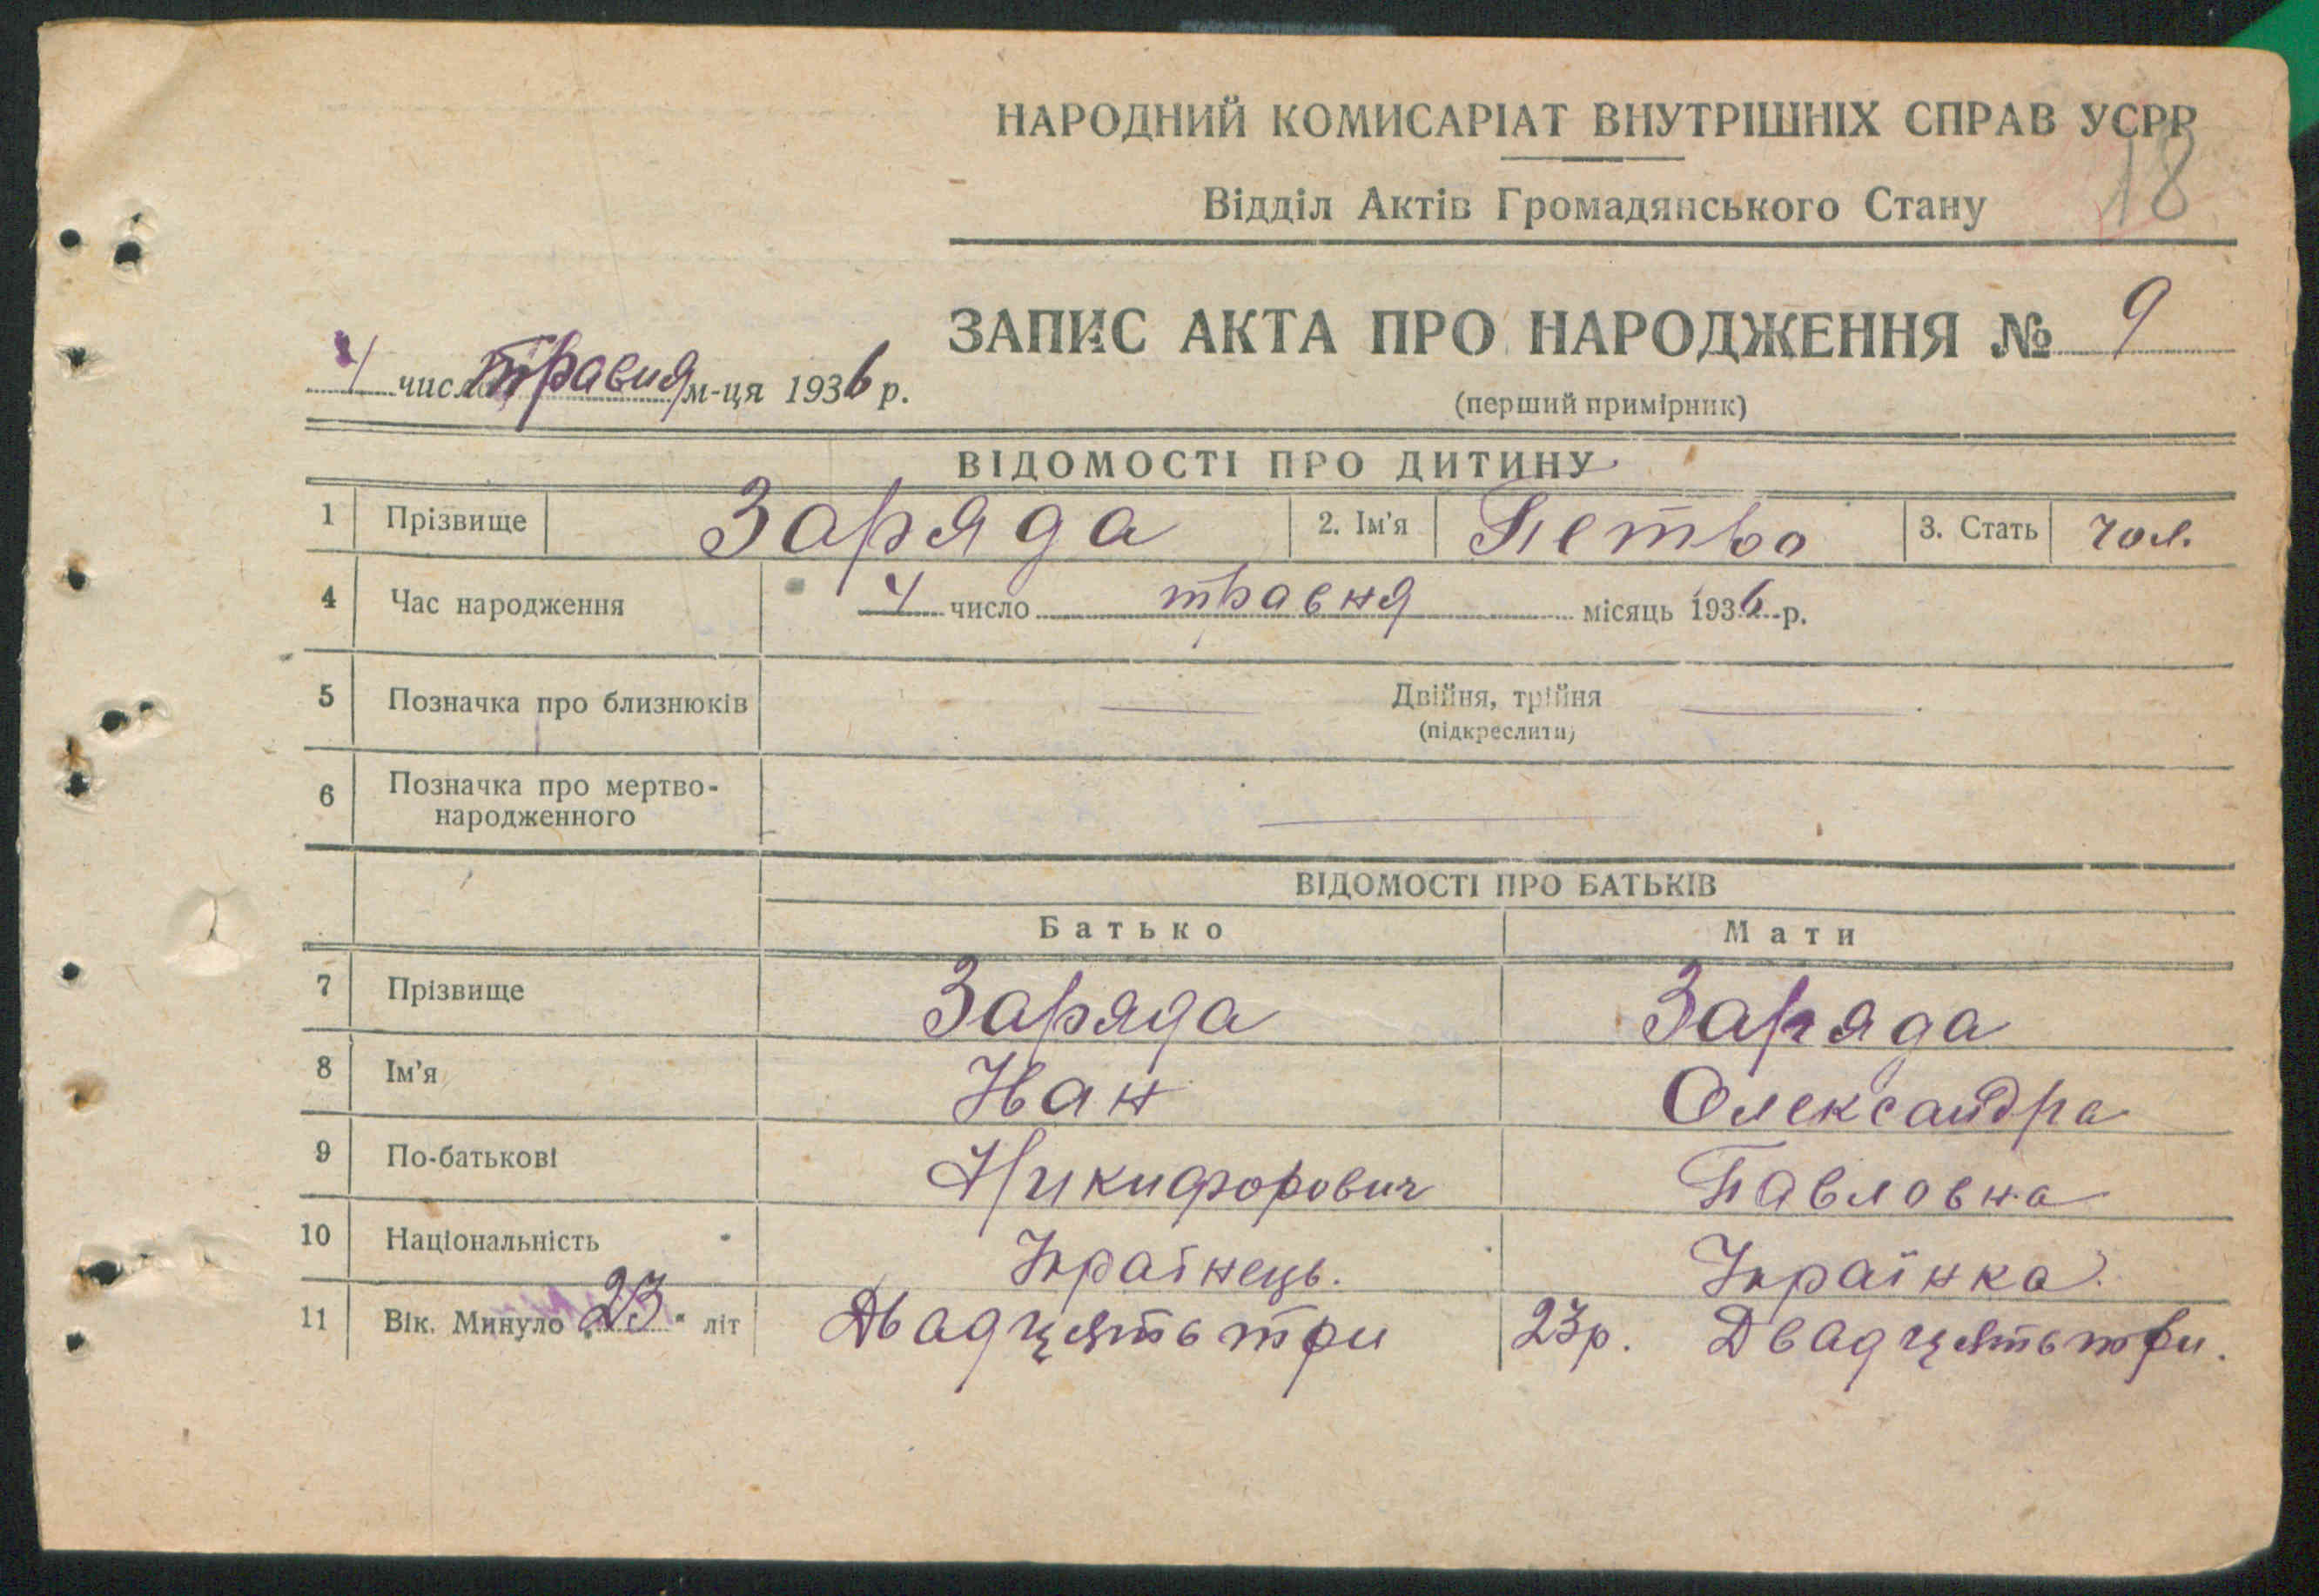 НАРОДНИЙ КОМИСАРІАТ ВНУТРІШНІХ СПРАВ УСРР
18
Відділ Актів Громадянського Стану
ЗАПИС АКТА ПРО НАРОДЖЕННЯ № 9
4 число травня м-ця 1936 р.
(перший примірник)
ВІДОМОСТІ ПРО ДИТИНУ
1 Прізвище Заряда 2. Ім'я Петро 3. Стать чол.
4 Час народження 4 число травня місяць 1936 р.
5 Позначка про близнюків Двійня, трійня
(підкреслити)
6 Позначка про мертво-
народженного
ВІДОМОСТІ ПРО БАТЬКІВ
Батько Мати
7 Прізвище Заряда Заряда
8 Ім'я Іван Олександра
9 По-батькові Никифорович Павловна
10 Національність Українець. Українка.
11 Вік. Минуло „23" літ Двадцять три 23р. Двадцять три.